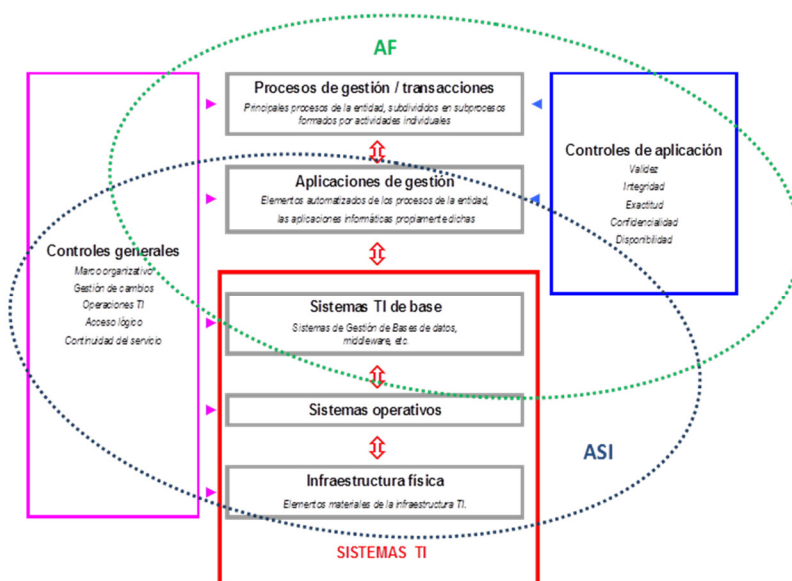 AF
Procesos de gestión / transacciones
Principales procesos de la entidad, subdivididos en subprocesos
formados por actividades individuales
Aplicaciones de gestión
Elementos automatizados de los procesos de la entidad,
las aplicaciones informáticas propiamente dichas
Controles de aplicación
Validez
Integridad
Exactitud
Confidencialidad
Disponibilidad
Controles generales
Marco organizativo
Gestión de cambios
Operaciones TI
Acceso lógico
Continuidad del servicio
Sistemas TI de base
Sistemas de Gestión de Bases de datos,
middleware, etc.
Sistemas operativos
ASI
Infraestructura física
Elementos materiales de la infraestructura TI.
SISTEMAS TI